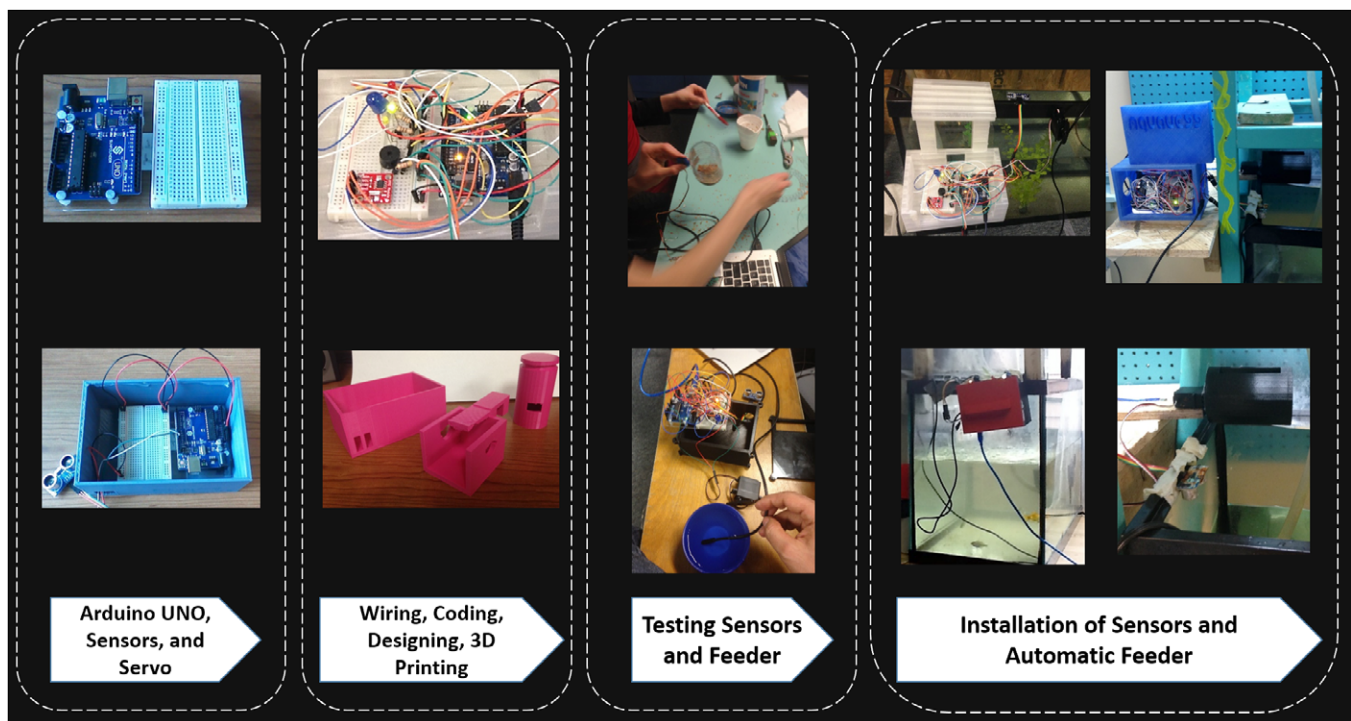 Arduino UNO,
Sensors, and
Servo
Wiring, Coding,
Designing, 3D
Printing
Testing Sensors
and Feeder
Installation of Sensors and
Automatic Feeder
UNO